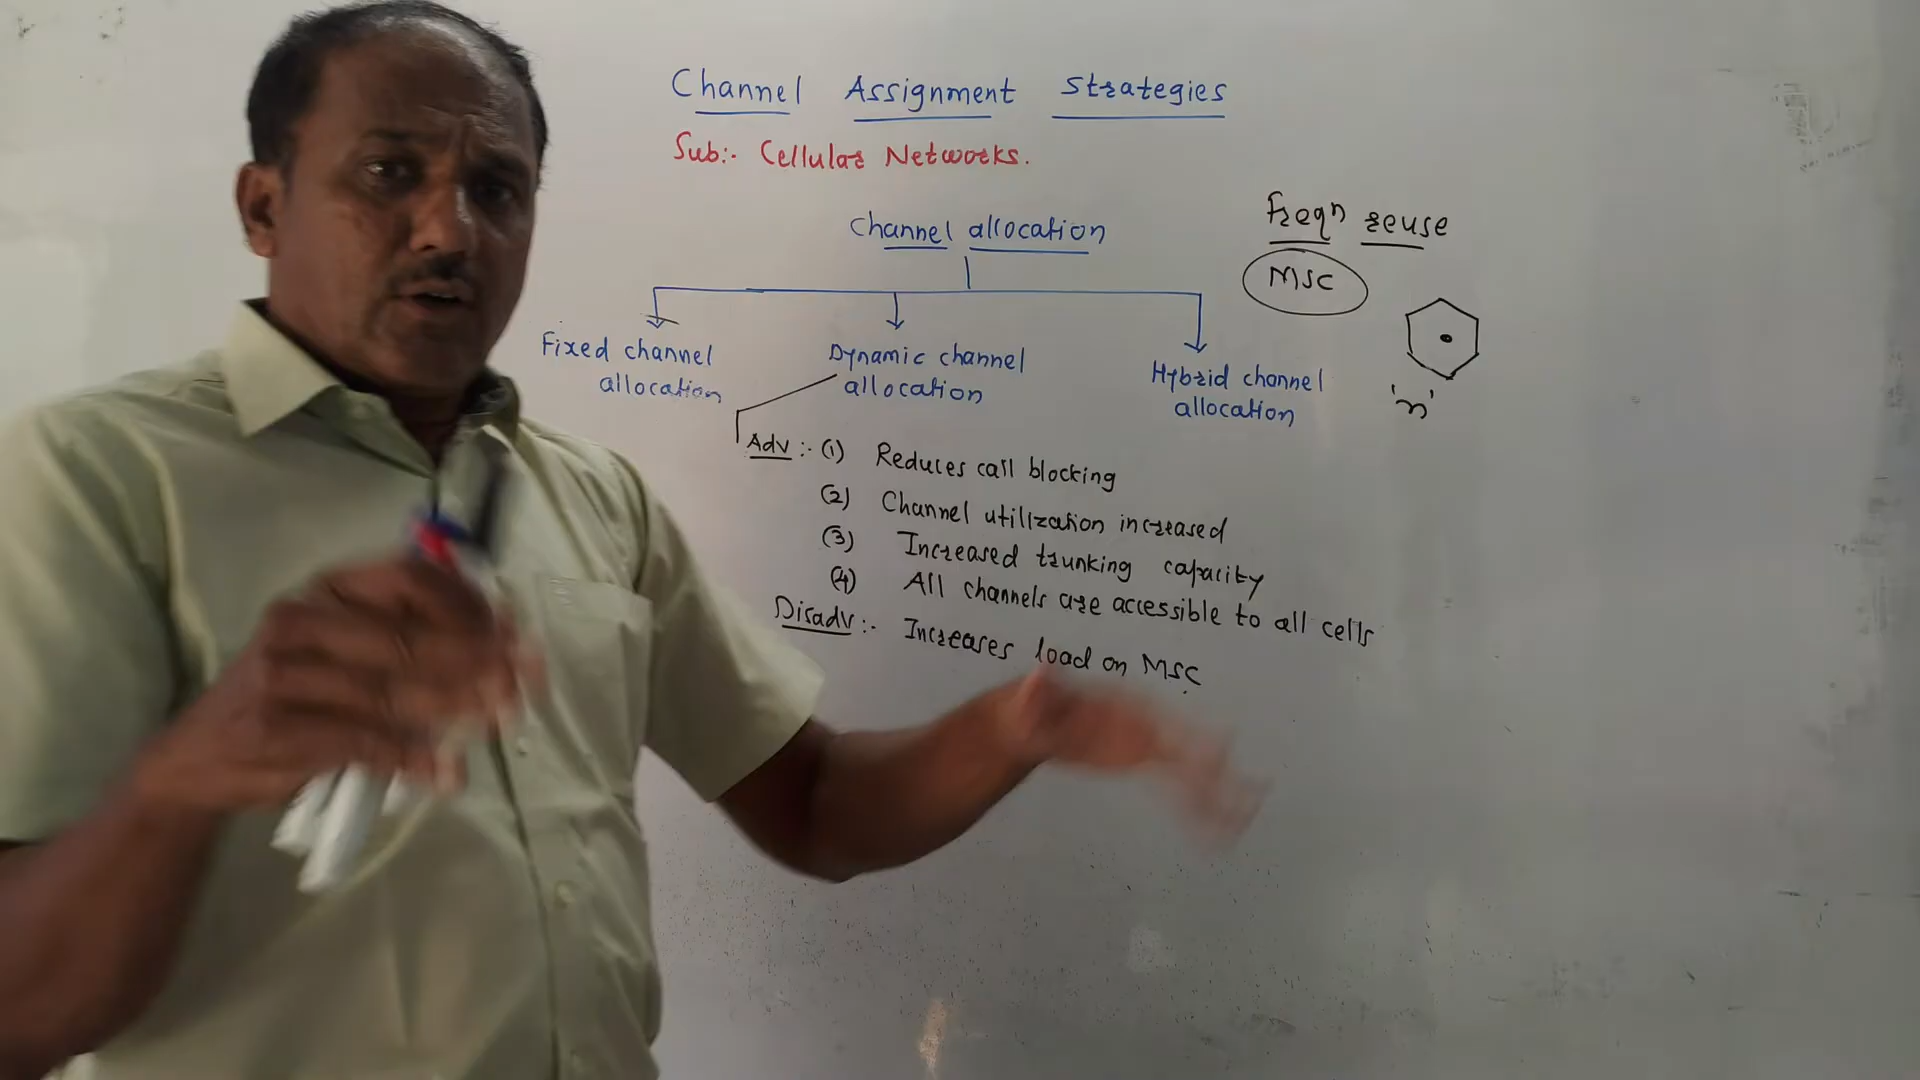 Channel Assignment Strategies
Sub:- Cellular Networks.
Channel allocation
Freqn reuse
MSC
Fixed channel
allocation
Dynamic channel
allocation
Hybrid channel
allocation
'n'
Adv :- (1) Reduces call blocking
(2) Channel utilization increased
(3) Increased trunking capacity
(4) All channels are accessible to all cells
Disadv :- Increases load on MSC